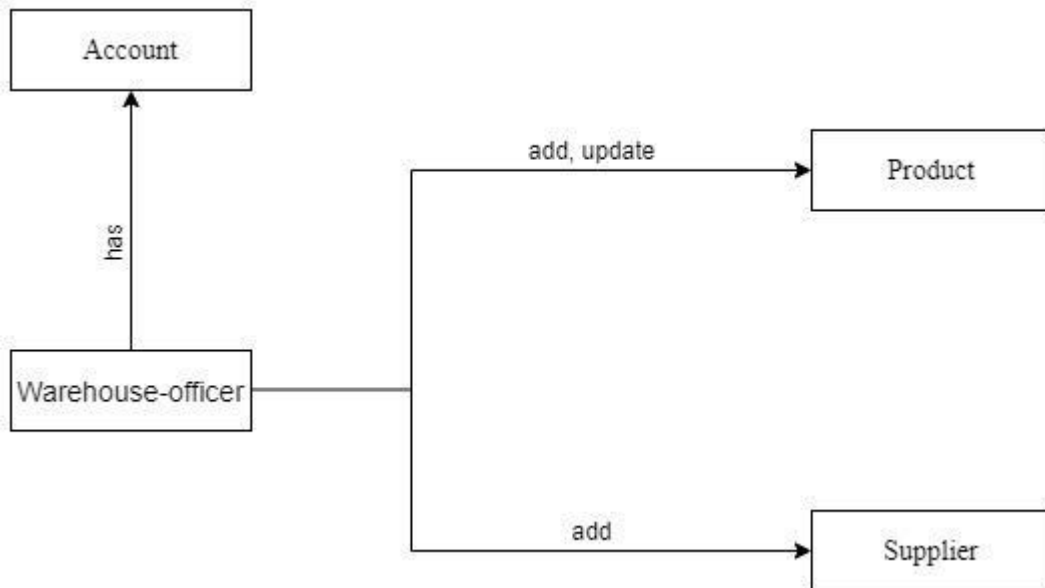 Account
add, update
Product
has
Warehouse-officer
add
Supplier